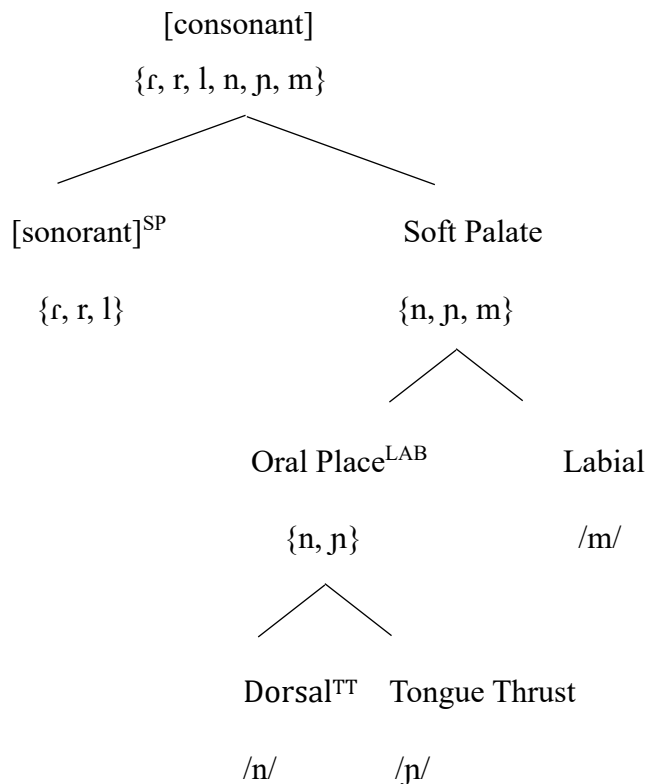 [consonant]
{ɾ, r, l, n, ɲ, m}
[sonorant]ˢᴾ Soft Palate
{ɾ, r, l} {n, ɲ, m}
Oral Placeᴸᴬᴮ Labial
{n, ɲ} /m/
Dorsalᵀᵀ Tongue Thrust
/n/ /ɲ/